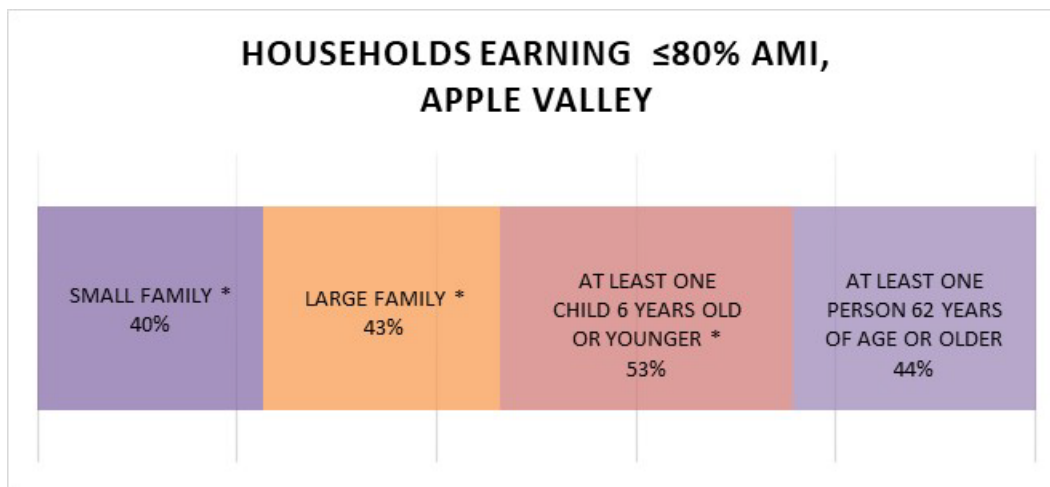 HOUSEHOLDS EARNING ≤80% AMI,
APPLE VALLEY
SMALL FAMILY *
40%
LARGE FAMILY *
43%
AT LEAST ONE
CHILD 6 YEARS OLD
OR YOUNGER *
53%
AT LEAST ONE
PERSON 62 YEARS
OF AGE OR OLDER
44%